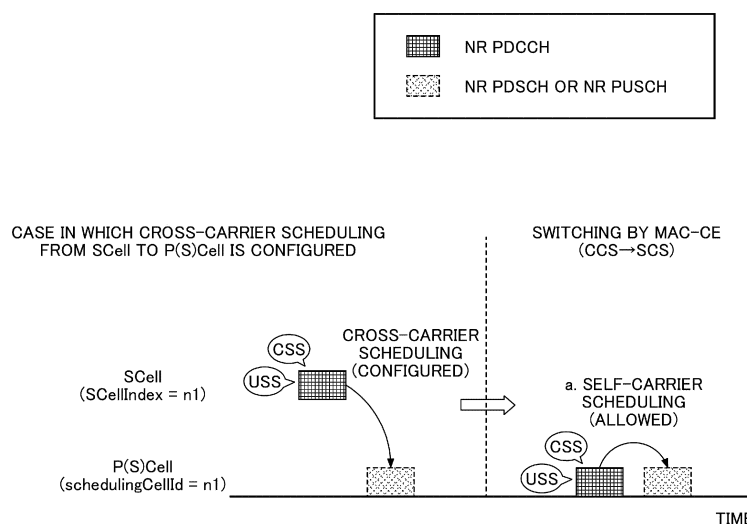 NR PDCCH
NR PDSCH OR NR PUSCH
CASE IN WHICH CROSS-CARRIER SCHEDULING
FROM SCell TO P(S)Cell IS CONFIGURED
SWITCHING BY MAC-CE
(CCS→SCS)
CROSS-CARRIER
SCHEDULING
(CONFIGURED)
CSS
USS
SCell
(SCellIndex = n1)
a. SELF-CARRIER
SCHEDULING
(ALLOWED)
CSS
USS
P(S)Cell
(schedulingCellId = n1)
TIME